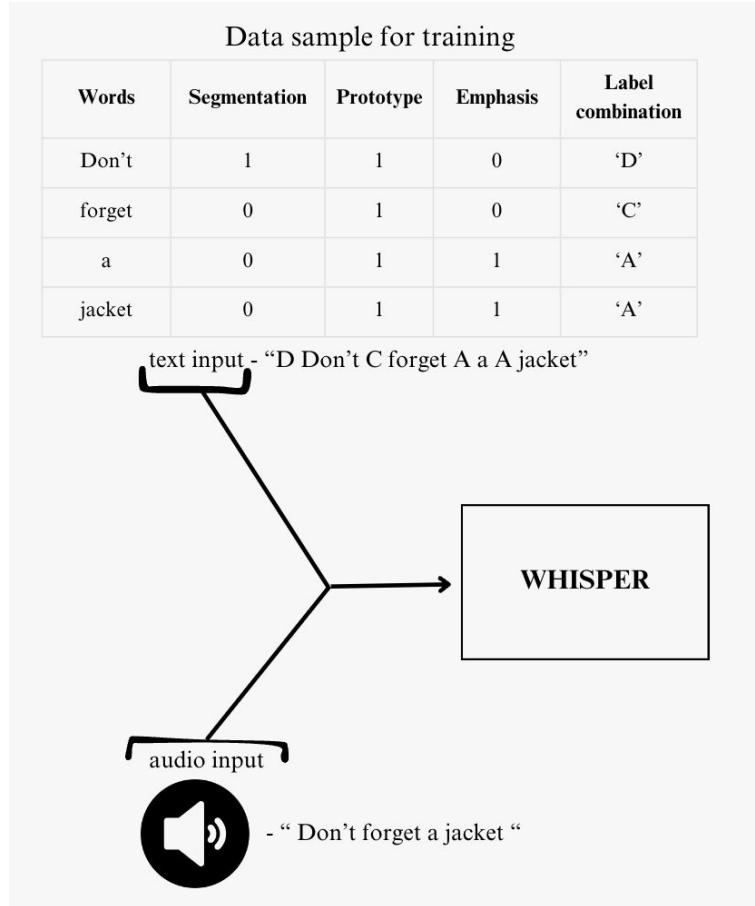 Data sample for training
Words Segmentation Prototype Emphasis Label combination
Don’t 1 1 0 ‘D’
forget 0 1 0 ‘C’
a 0 1 1 ‘A’
jacket 0 1 1 ‘A’
text input - “D Don’t C forget A a A jacket”
WHISPER
audio input
- “ Don’t forget a jacket “